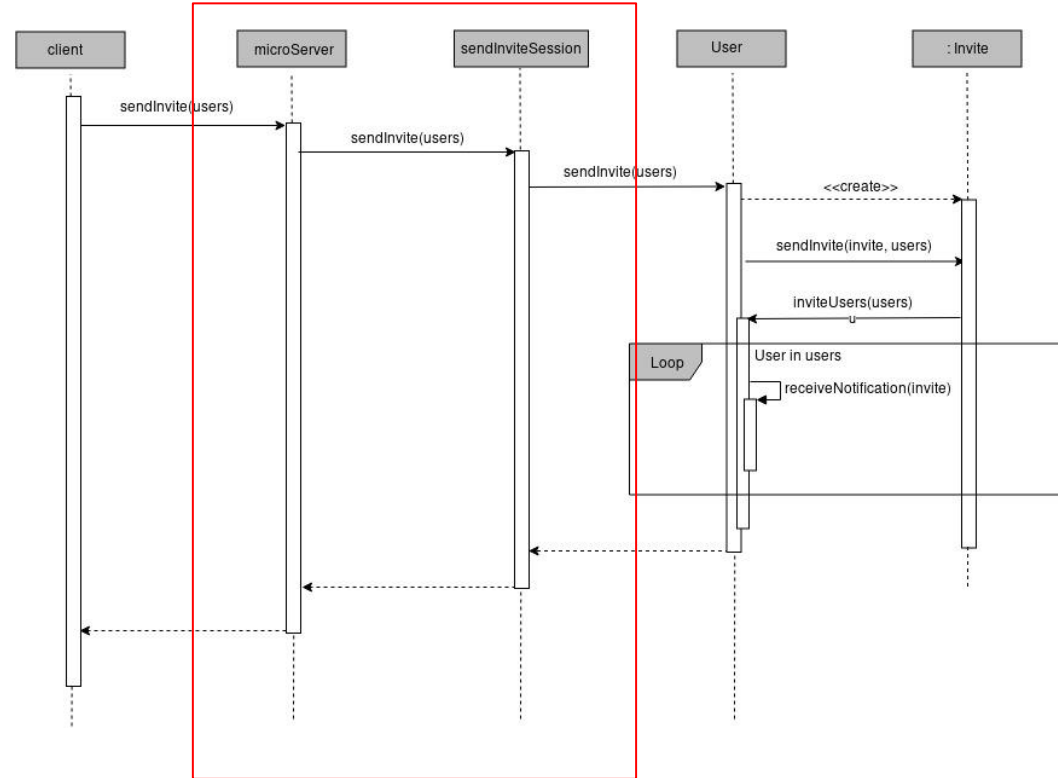 client
microServer
sendInviteSession
User
: Invite
sendInvite(users)
sendInvite(users)
sendInvite(users)
<<create>>
sendInvite(invite, users)
inviteUsers(users)
u
Loop
User in users
receiveNotification(invite)